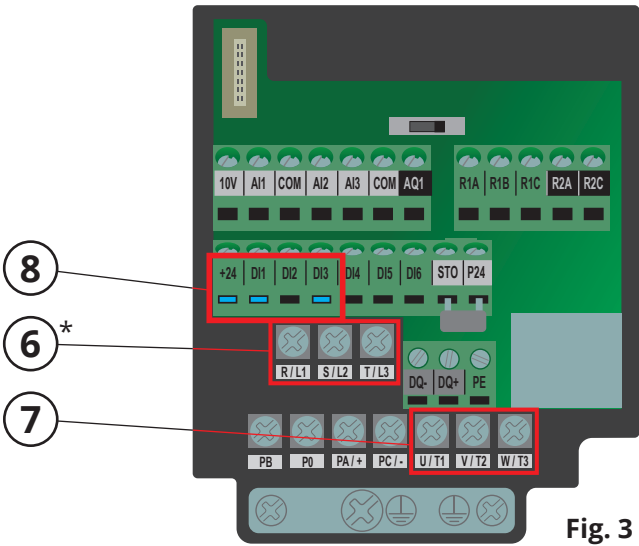 10V AI1 COM AI2 AI3 COM AQ1 R1A R1B R1C R2A R2C
8 +24 DI1 DI2 DI3 DI4 DI5 DI6 STO P24
6*
R / L1 S / L2 T / L3
DQ- DQ+ PE
7
PB P0 PA / + PC / - U / T1 V / T2 W / T3
Fig. 3